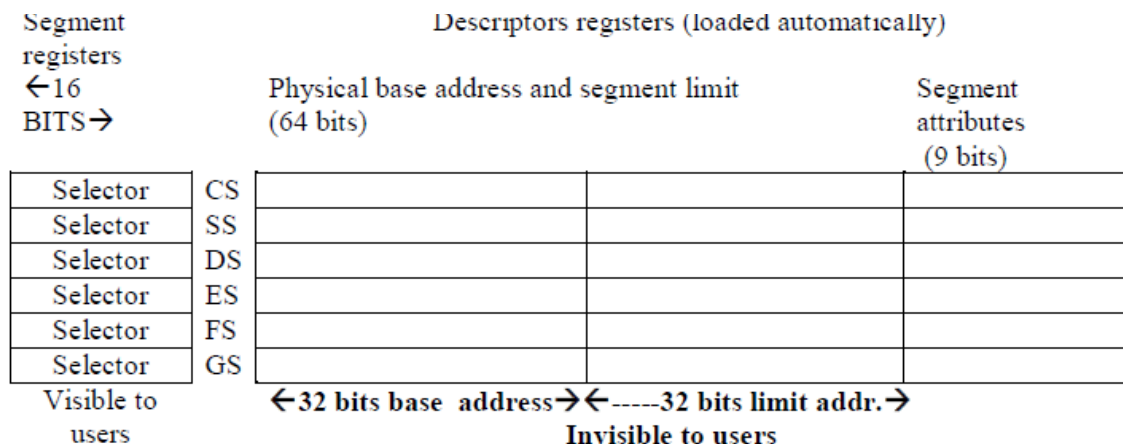 Segment Descriptors registers (loaded automatically)
registers
←16 Physical base address and segment limit Segment
BITS→ (64 bits) attributes
(9 bits)
Selector CS
Selector SS
Selector DS
Selector ES
Selector FS
Selector GS
Visible to ←32 bits base address→←-----32 bits limit addr.→
users Invisible to users